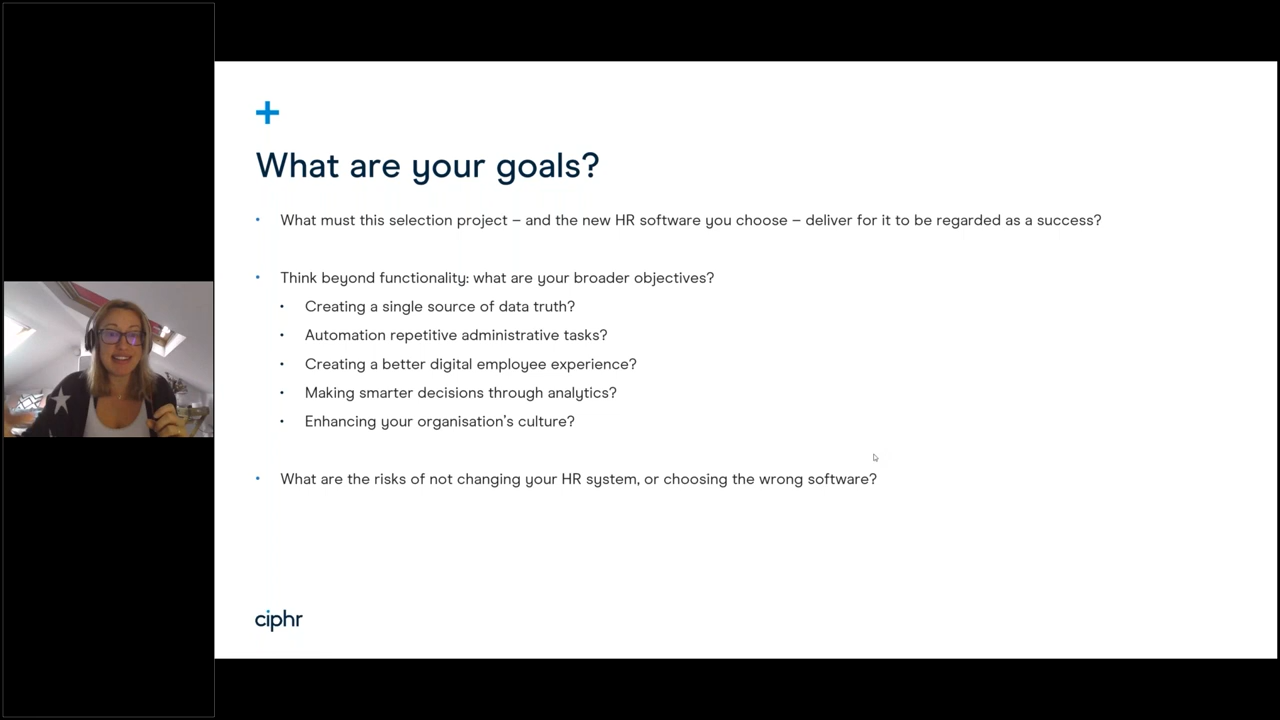 What are your goals?
What must this selection project – and the new HR software you choose – deliver for it to be regarded as a success?
Think beyond functionality: what are your broader objectives?
Creating a single source of data truth?
Automation repetitive administrative tasks?
Creating a better digital employee experience?
Making smarter decisions through analytics?
Enhancing your organisation's culture?
What are the risks of not changing your HR system, or choosing the wrong software?
ciphr